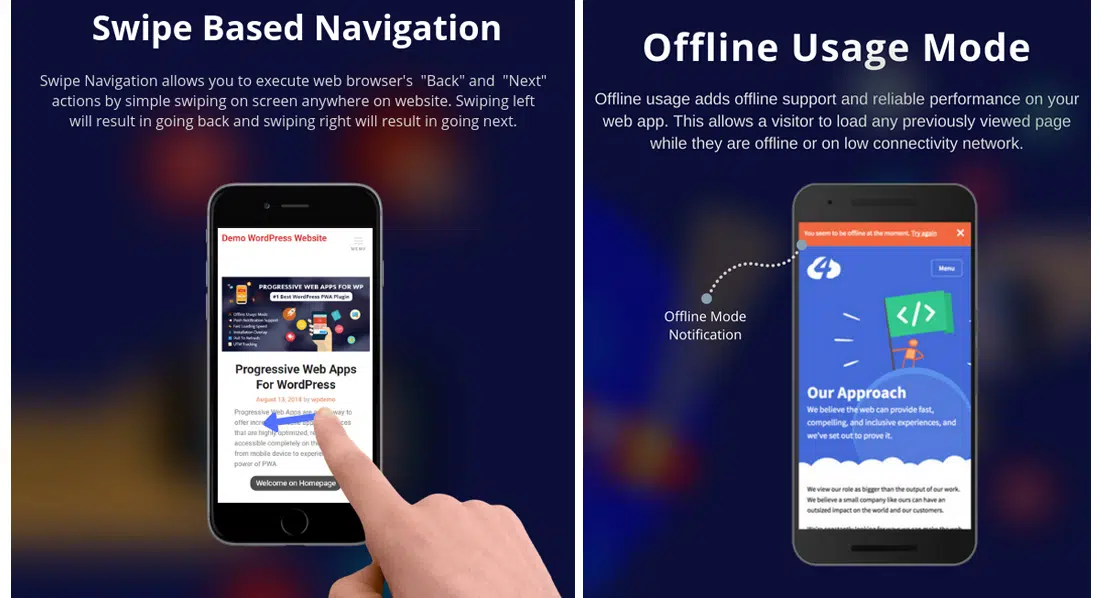 Swipe Based Navigation
Swipe Navigation allows you to execute web browser's "Back" and "Next"
actions by simple swiping on screen anywhere on website. Swiping left
will result in going back and swiping right will result in going next.
Demo WordPress Website
MENU
PROGRESSIVE WEB APPS FOR WP
#1 Best WordPress PWA Plugin
Offline Usage Mode
Push Notification Support
Fast Loading Speed
Installation Overlay
Pull To Refresh
UTM Tracking
Progressive Web Apps
For WordPress
August 13, 2018 by wpdemo
Progressive Web Apps are way to
offer
that are highly optimized,
accessible completely on
from mobile device to
power of PWA
Welcome on Homepage
Offline Usage Mode
Offline usage adds offline support and reliable performance on your
web app. This allows a visitor to load any previously viewed page
while they are offline or on low connectivity network.
You seem to be offline at the moment. Try again
4
Menu
</>
Offline Mode
Notification
Our Approach
We believe the web can provide fast,
compelling, and inclusive experiences, and
we've set out to prove it.
We view our role as bigger than the output of our work.
We believe a small company like ours can have an
outsized impact on the world and our customers.